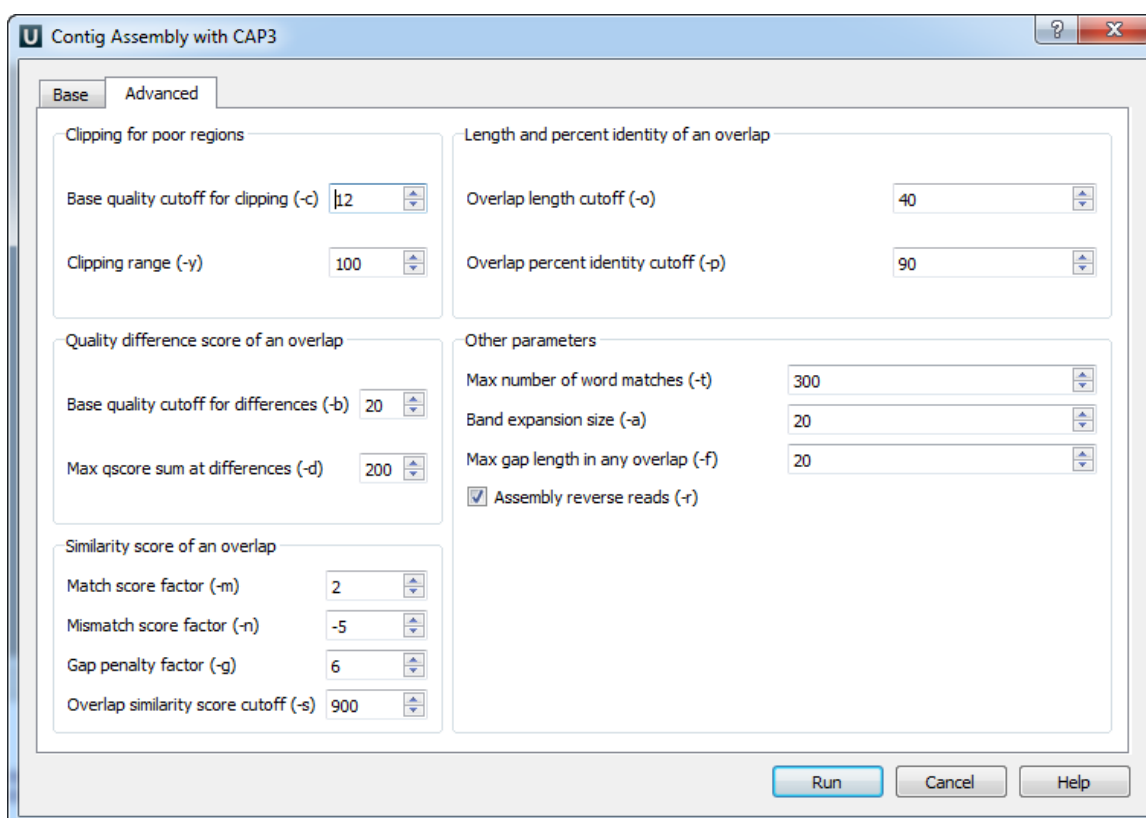 U Contig Assembly with CAP3 ? X
Base Advanced
Clipping for poor regions
Base quality cutoff for clipping (-c) 12
Clipping range (-y) 100
Length and percent identity of an overlap
Overlap length cutoff (-o) 40
Overlap percent identity cutoff (-p) 90
Quality difference score of an overlap
Base quality cutoff for differences (-b) 20
Max qscore sum at differences (-d) 200
Other parameters
Max number of word matches (-t) 300
Band expansion size (-a) 20
Max gap length in any overlap (-f) 20
Assembly reverse reads (-r)
Similarity score of an overlap
Match score factor (-m) 2
Mismatch score factor (-n) -5
Gap penalty factor (-g) 6
Overlap similarity score cutoff (-s) 900
Run Cancel Help